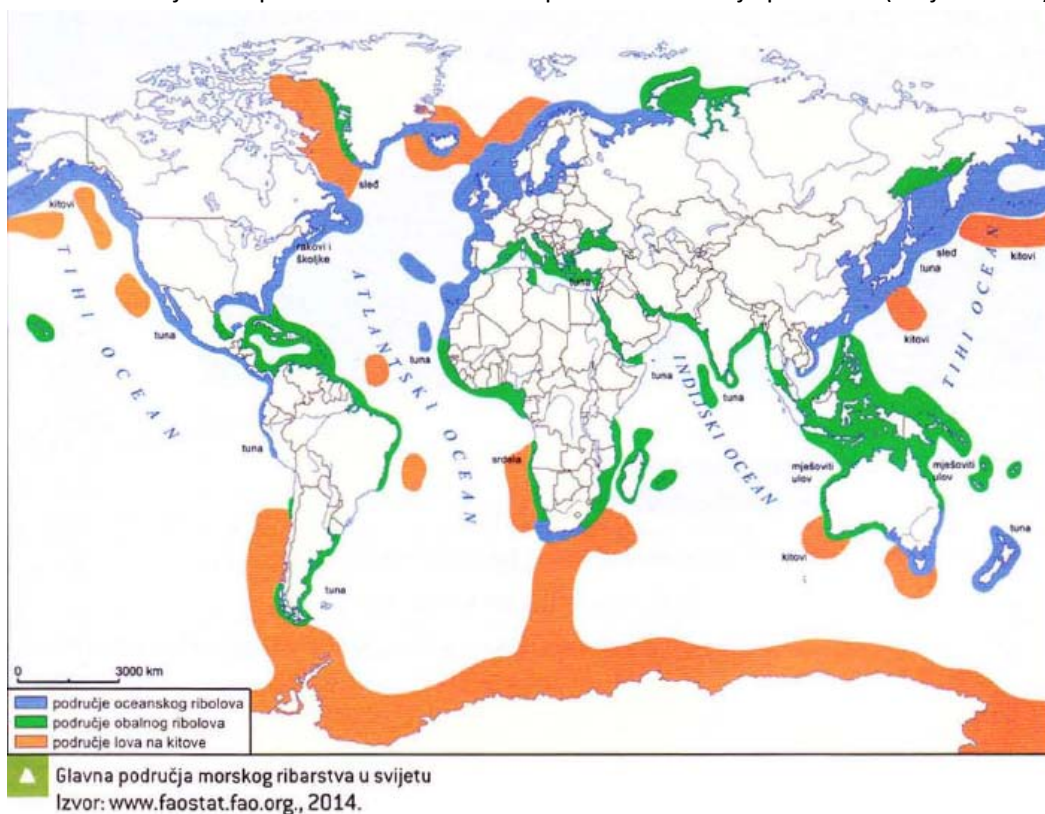 kitovi
sleđ
rakovi i
školjke
tuna
sleđ
tuna
kitovi
TIHI OCEAN
ATLANTSKI OCEAN
tuna
tuna
kitovi
TIHI OCEAN
tuna
INDIJSKI OCEAN
tuna
tuna
srdela
mješoviti
ulov
mješoviti
ulov
tuna
kitovi
tuna
0 3000 km
područje oceanskog ribolova
područje obalnog ribolova
područje lova na kitove
Glavna područja morskog ribarstva u svijetu
Izvor: www.faostat.fao.org., 2014.